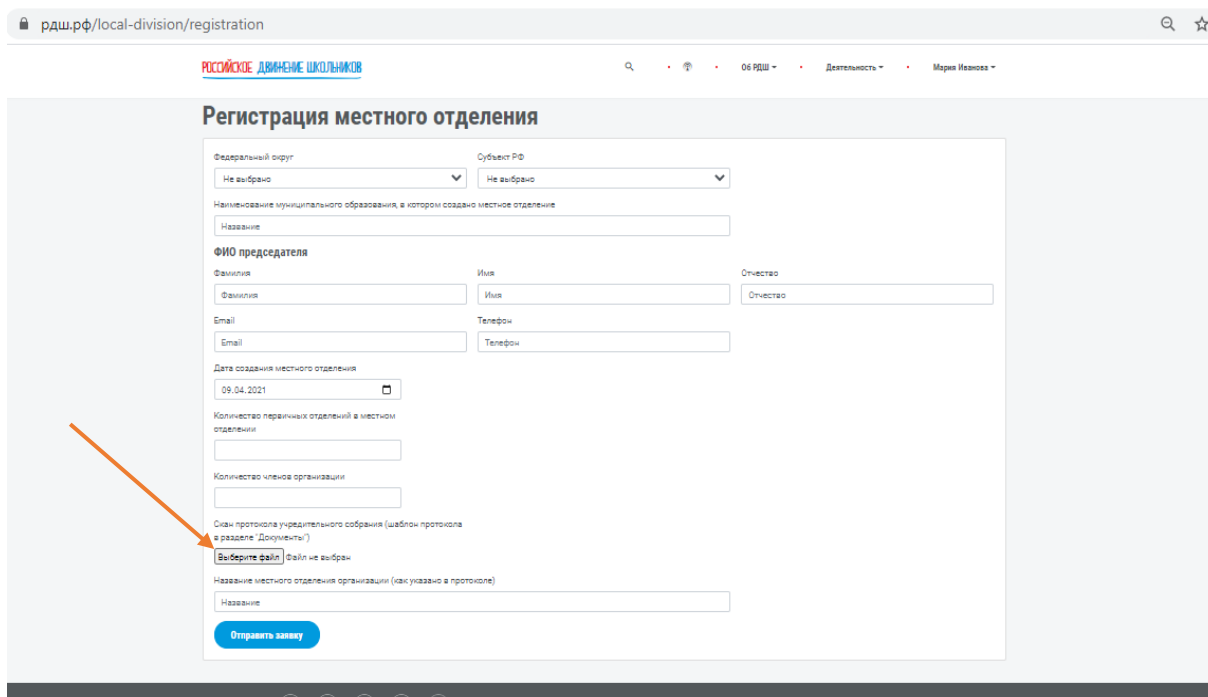 рдш.рф/local-division/registration
РОССИЙСКОЕ ДВИЖЕНИЕ ШКОЛЬНИКОВ
Об РДШ
Деятельность
Мария Иванова
Регистрация местного отделения
Федеральный округ
Субъект РФ
Не выбрано
Не выбрано
Наименование муниципального образования, в котором создано местное отделение
Название
ФИО председателя
Фамилия
Имя
Отчество
Фамилия
Имя
Отчество
Email
Телефон
Email
Телефон
Дата создания местного отделения
09.04.2021
Количество первичных отделений в местном
отделении
Количество членов организации
Скан протокола учредительного собрания (шаблон протокола
в разделе "Документы")
Выберите файл Файл не выбран
Название местного отделения организации (как указано в протоколе)
Название
Отправить заявку